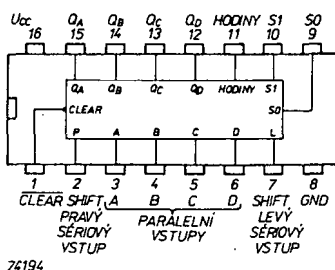 UCC QA QB QC QD HODINY S1 S0
16 15 14 13 12 11 10 9
QA QB QC QD HODINY S1
CLEAR S0
P A B C D L
1 2 3 4 5 6 7 8
CLEAR SHIFT A B C D SHIFT GND
PRAVÝ PARALELNÍ LEVÝ
SÉRIOVÝ VSTUPY SÉRIOVÝ
VSTUP VSTUP
74194